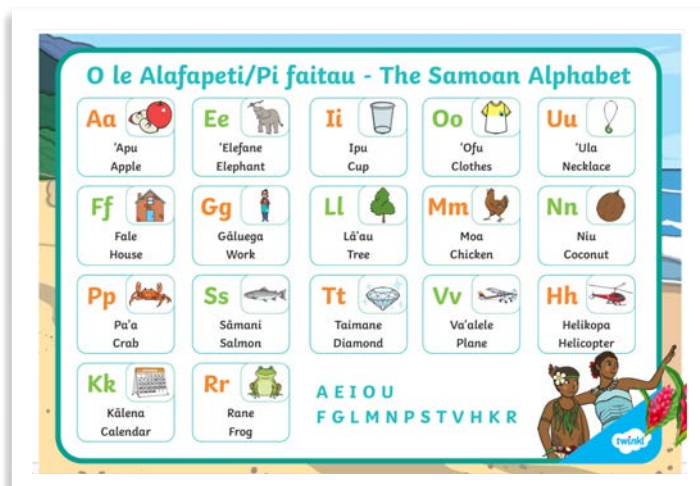 O le Alafapeti/Pi faitau - The Samoan Alphabet
Aa
'Apu
Apple
Ee
'Elefane
Elephant
Ii
Ipu
Cup
Oo
'Ofu
Clothes
Uu
'Ula
Necklace
Ff
Fale
House
Gg
Gāluega
Work
Ll
Lā'au
Tree
Mm
Moa
Chicken
Nn
Niu
Coconut
Pp
Pa'a
Crab
Ss
Sāmani
Salmon
Tt
Taimane
Diamond
Vv
Va'alele
Plane
Hh
Helikopa
Helicopter
Kk
Kālena
Calendar
Rr
Rane
Frog
A E I O U
F G L M N P S T V H K R
twinkl